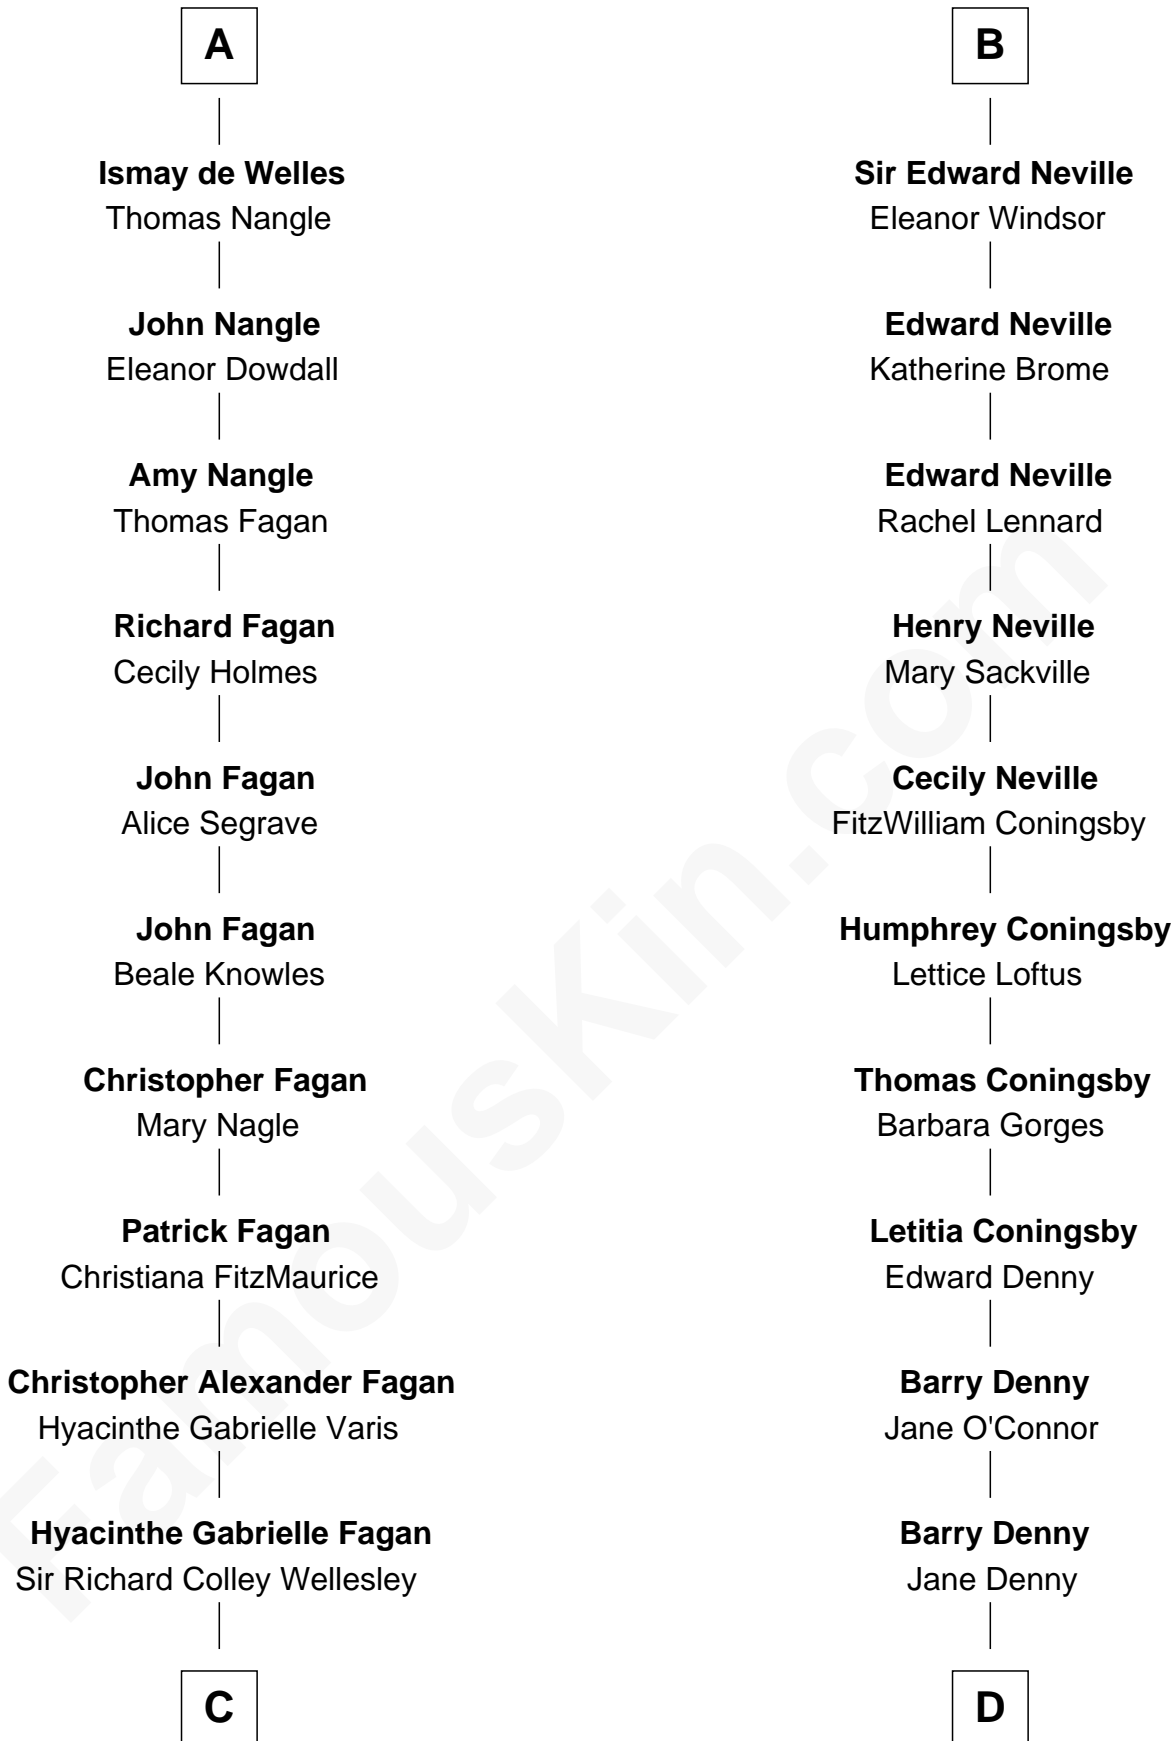 A
Ismay de Welles
Thomas Nangle
John Nangle
Eleanor Dowdall
Amy Nangle
Thomas Fagan
Richard Fagan
Cecily Holmes
John Fagan
Alice Segrave
John Fagan
Beale Knowles
Christopher Fagan
Mary Nagle
Patrick Fagan
Christiana FitzMaurice
Christopher Alexander Fagan
Hyacinthe Gabrielle Varis
Hyacinthe Gabrielle Fagan
Sir Richard Colley Wellesley
C
B
Sir Edward Neville
Eleanor Windsor
Edward Neville
Katherine Brome
Edward Neville
Rachel Lennard
Henry Neville
Mary Sackville
Cecily Neville
FitzWilliam Coningsby
Humphrey Coningsby
Lettice Loftus
Thomas Coningsby
Barbara Gorges
Letitia Coningsby
Edward Denny
Barry Denny
Jane O'Connor
Barry Denny
Jane Denny
D
FamousKin.com